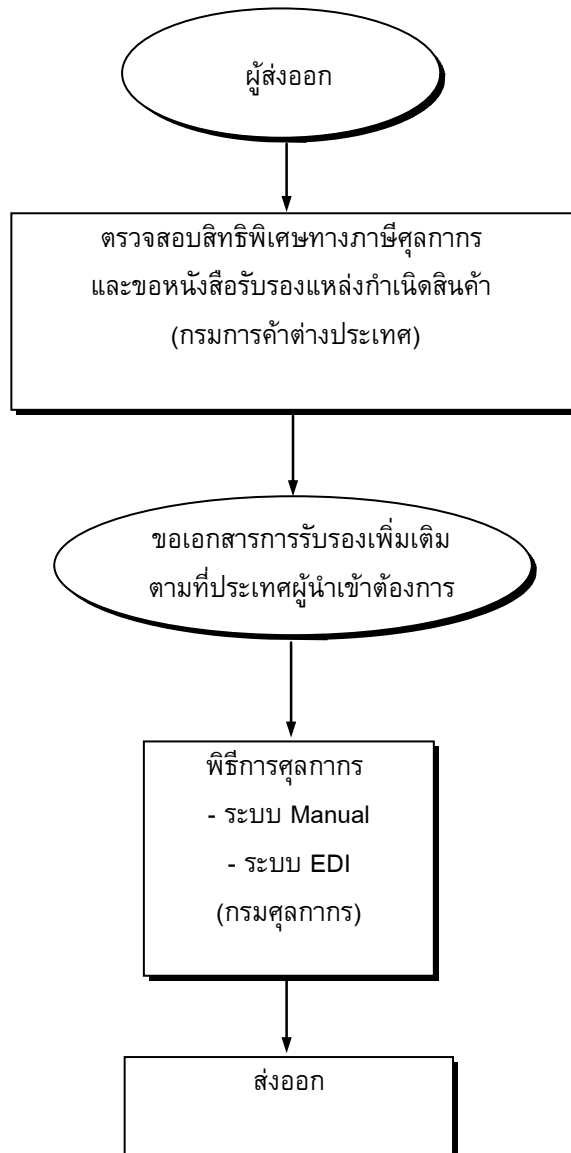 ผู้ส่งออก
ตรวจสอบสิทธิพิเศษทางภาษีศุลกากร
และขอหนังสือรับรองแหล่งกำเนิดสินค้า
(กรมการค้าต่างประเทศ)
ขอเอกสารการรับรองเพิ่มเติม
ตามที่ประเทศผู้นำเข้าต้องการ
พิธีการศุลกากร
- ระบบ Manual
- ระบบ EDI
(กรมศุลกากร)
ส่งออก